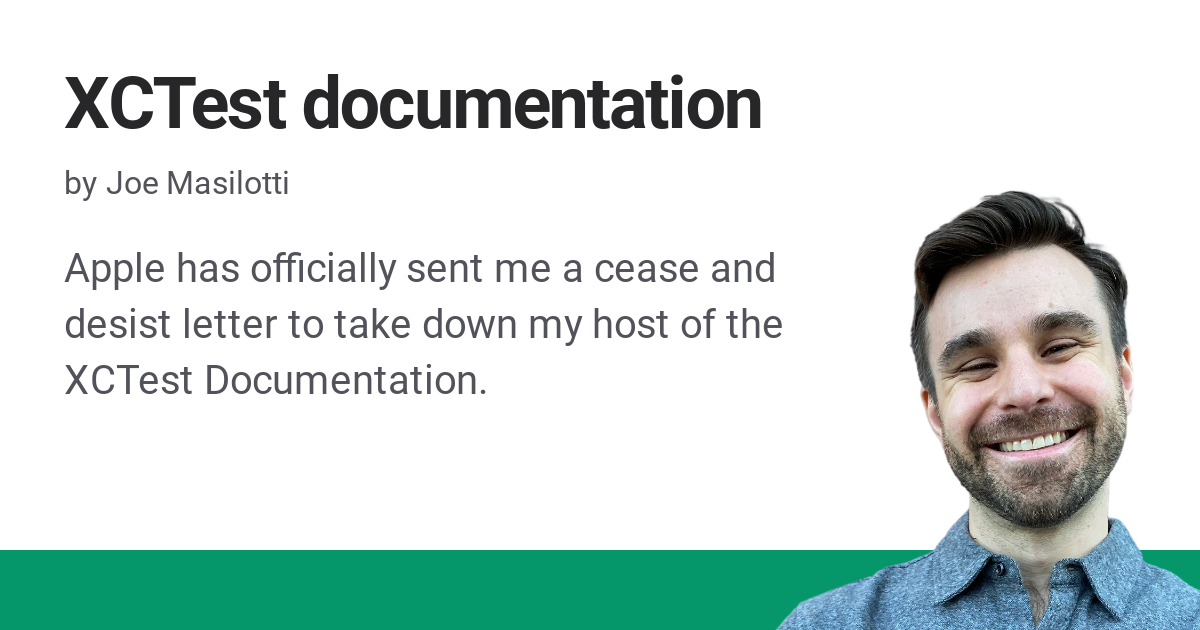 XCTest documentation
by Joe Masilotti
Apple has officially sent me a cease and
desist letter to take down my host of the
XCTest Documentation.